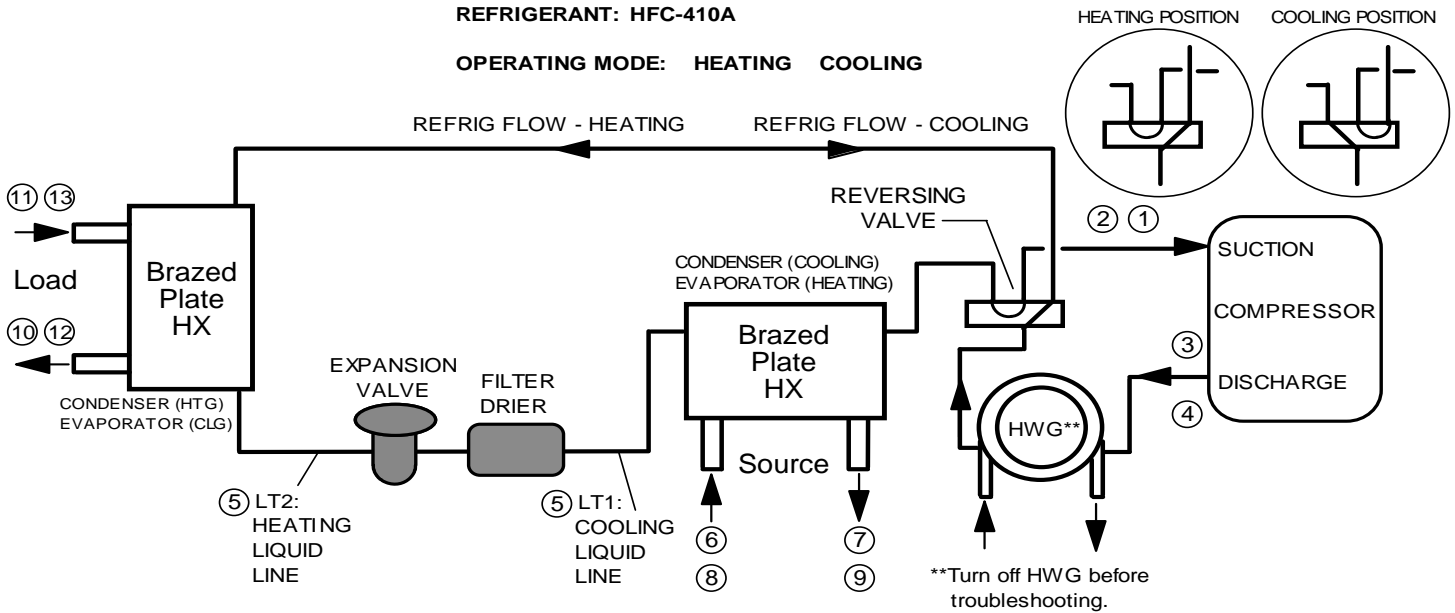 REFRIGERANT: HFC-410A
OPERATING MODE: HEATING COOLING
HEATING POSITION
COOLING POSITION
REFRIG FLOW - HEATING
REFRIG FLOW - COOLING
11 13
Load
10 12
Brazed
Plate
HX
CONDENSER (HTG)
EVAPORATOR (CLG)
EXPANSION
VALVE
FILTER
DRIER
5 LT2:
HEATING
LIQUID
LINE
5 LT1:
COOLING
LIQUID
LINE
CONDENSER (COOLING)
EVAPORATOR (HEATING)
Brazed
Plate
HX
Source
6
8
7
9
REVERSING
VALVE
2 1
SUCTION
COMPRESSOR
3
DISCHARGE
4
HWG**
**Turn off HWG before
troubleshooting.